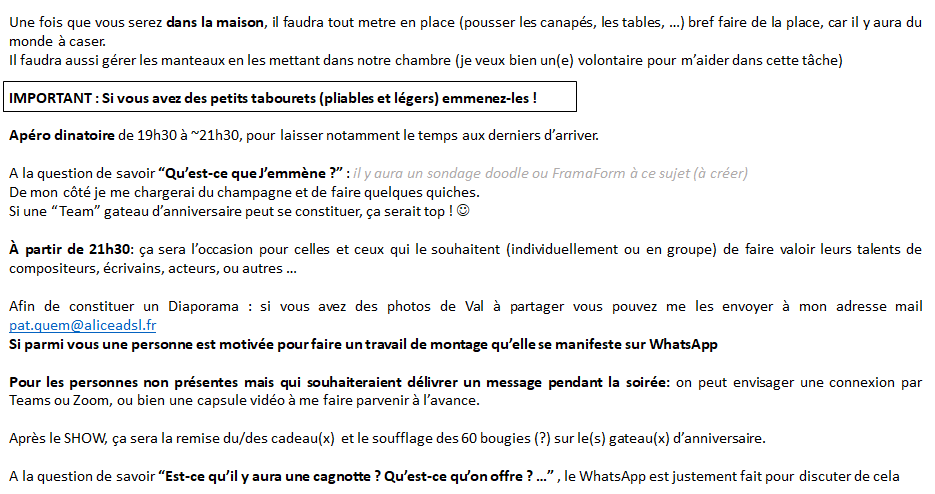 Une fois que vous serez dans la maison, il faudra tout metre en place (pousser les canapés, les tables, …) bref faire de la place, car il y aura du
monde à caser.
Il faudra aussi gérer les manteaux en les mettant dans notre chambre (je veux bien un(e) volontaire pour m’aider dans cette tâche)
IMPORTANT : Si vous avez des petits tabourets (pliables et légers) emmenez-les !
Apéro dinatoire de 19h30 à ~21h30, pour laisser notamment le temps aux derniers d’arriver.
A la question de savoir “Qu’est-ce que J’emmène ?” : il y aura un sondage doodle ou FramaForm à ce sujet (à créer)
De mon côté je me chargerai du champagne et de faire quelques quiches.
Si une “Team” gateau d’anniversaire peut se constituer, ça serait top ! ☺
À partir de 21h30: ça sera l’occasion pour celles et ceux qui le souhaitent (individuellement ou en groupe) de faire valoir leurs talents de
compositeurs, écrivains, acteurs, ou autres …
Afin de constituer un Diaporama : si vous avez des photos de Val à partager vous pouvez me les envoyer à mon adresse mail
pat.quem@aliceadsl.fr
Si parmi vous une personne est motivée pour faire un travail de montage qu’elle se manifeste sur WhatsApp
Pour les personnes non présentes mais qui souhaiteraient délivrer un message pendant la soirée: on peut envisager une connexion par
Teams ou Zoom, ou bien une capsule vidéo à me faire parvenir à l’avance.
Après le SHOW, ça sera la remise du/des cadeau(x) et le soufflage des 60 bougies (?) sur le(s) gateau(x) d’anniversaire.
A la question de savoir “Est-ce qu’il y aura une cagnotte ? Qu’est-ce qu’on offre ? …” , le WhatsApp est justement fait pour discuter de cela